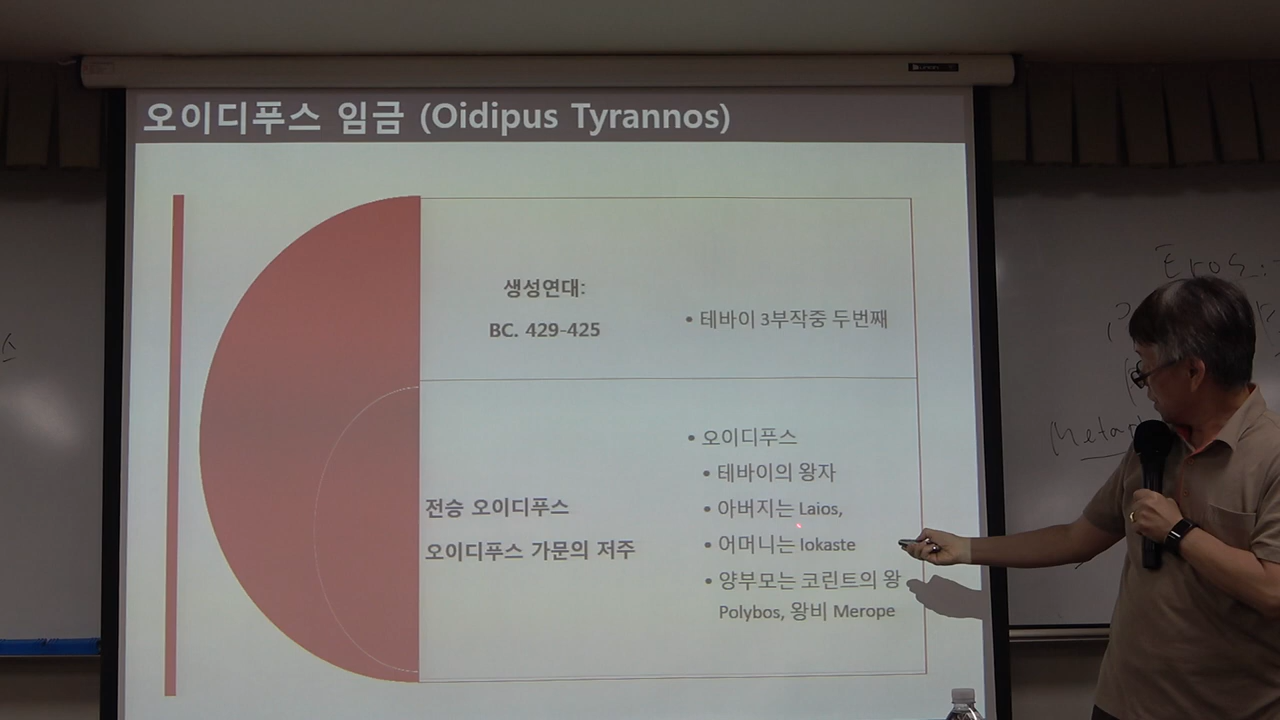 오이디푸스 임금 (Oidipus Tyrannos)
생성연대:
BC. 429-425
• 테바이 3부작중 두번째
전승 오이디푸스
오이디푸스 가문의 저주
• 오이디푸스
• 테바이의 왕자
• 아버지는 Laios,
• 어머니는 Iokaste
• 양부모는 코린트의 왕
Polybos, 왕비 Merope